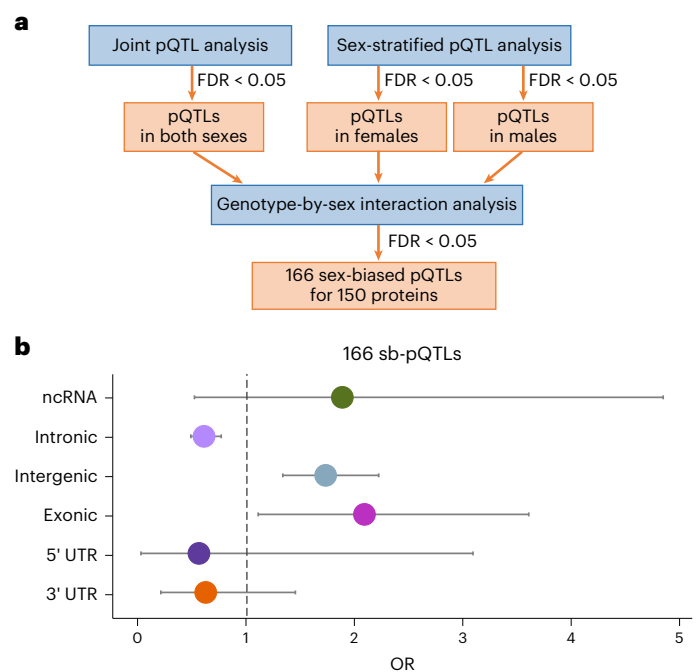 a
Joint pQTL analysis
Sex-stratified pQTL analysis
FDR < 0.05
FDR < 0.05
FDR < 0.05
pQTLs
in both sexes
pQTLs
in females
pQTLs
in males
Genotype-by-sex interaction analysis
FDR < 0.05
166 sex-biased pQTLs
for 150 proteins
b
166 sb-pQTLs
ncRNA
Intronic
Intergenic
Exonic
5' UTR
3' UTR
0 1 2 3 4 5
OR